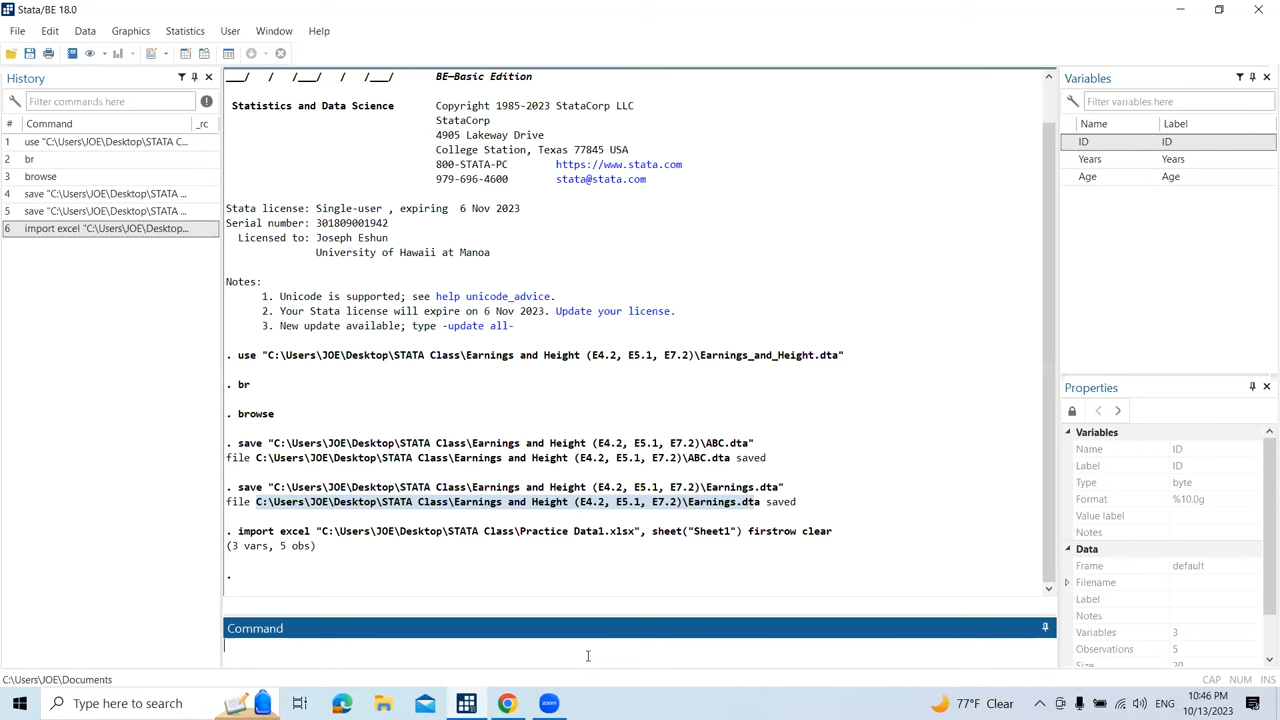 Stata/BE 18.0
File Edit Data Graphics Statistics User Window Help
History
Filter commands here
# Command _rc
1 use "C:\Users\JOE\Desktop\STATA C...
2 br
3 browse
4 save "C:\Users\JOE\Desktop\STATA ...
5 save "C:\Users\JOE\Desktop\STATA ...
6 import excel "C:\Users\JOE\Desktop...
___/ / /___/ / /___/ BE—Basic Edition
Statistics and Data Science Copyright 1985-2023 StataCorp LLC
StataCorp
4905 Lakeway Drive
College Station, Texas 77845 USA
800-STATA-PC https://www.stata.com
979-696-4600 stata@stata.com
Stata license: Single-user , expiring 6 Nov 2023
Serial number: 301809001942
Licensed to: Joseph Eshun
University of Hawaii at Manoa
Notes:
1. Unicode is supported; see help unicode_advice.
2. Your Stata license will expire on 6 Nov 2023. Update your license.
3. New update available; type -update all-
. use "C:\Users\JOE\Desktop\STATA Class\Earnings and Height (E4.2, E5.1, E7.2)\Earnings_and_Height.dta"
. br
. browse
. save "C:\Users\JOE\Desktop\STATA Class\Earnings and Height (E4.2, E5.1, E7.2)\ABC.dta"
file C:\Users\JOE\Desktop\STATA Class\Earnings and Height (E4.2, E5.1, E7.2)\ABC.dta saved
. save "C:\Users\JOE\Desktop\STATA Class\Earnings and Height (E4.2, E5.1, E7.2)\Earnings.dta"
file C:\Users\JOE\Desktop\STATA Class\Earnings and Height (E4.2, E5.1, E7.2)\Earnings.dta saved
. import excel "C:\Users\JOE\Desktop\STATA Class\Practice Data1.xlsx", sheet("Sheet1") firstrow clear
(3 vars, 5 obs)
.
Command
Variables
Filter variables here
Name Label
ID ID
Years Years
Age Age
Properties
Variables
Name ID
Label ID
Type byte
Format %10.0g
Value label
Notes
Data
Frame default
Filename
Label
Notes
Variables 3
Observations 5
Size 20
C:\Users\JOE\Documents
CAP NUM INS
Type here to search
zoom
77°F Clear
10:46 PM
10/13/2023